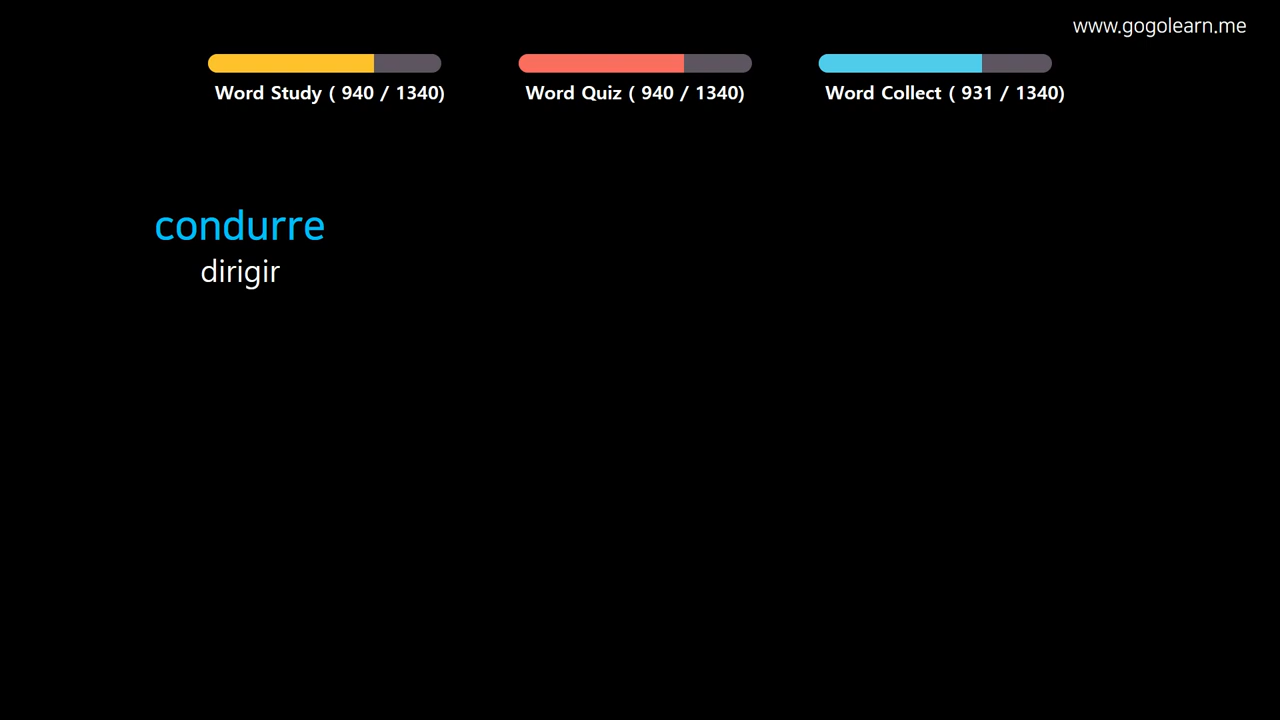 www.gogolearn.me
Word Study ( 940 / 1340)
Word Quiz ( 940 / 1340)
Word Collect ( 931 / 1340)
condurre
dirigir